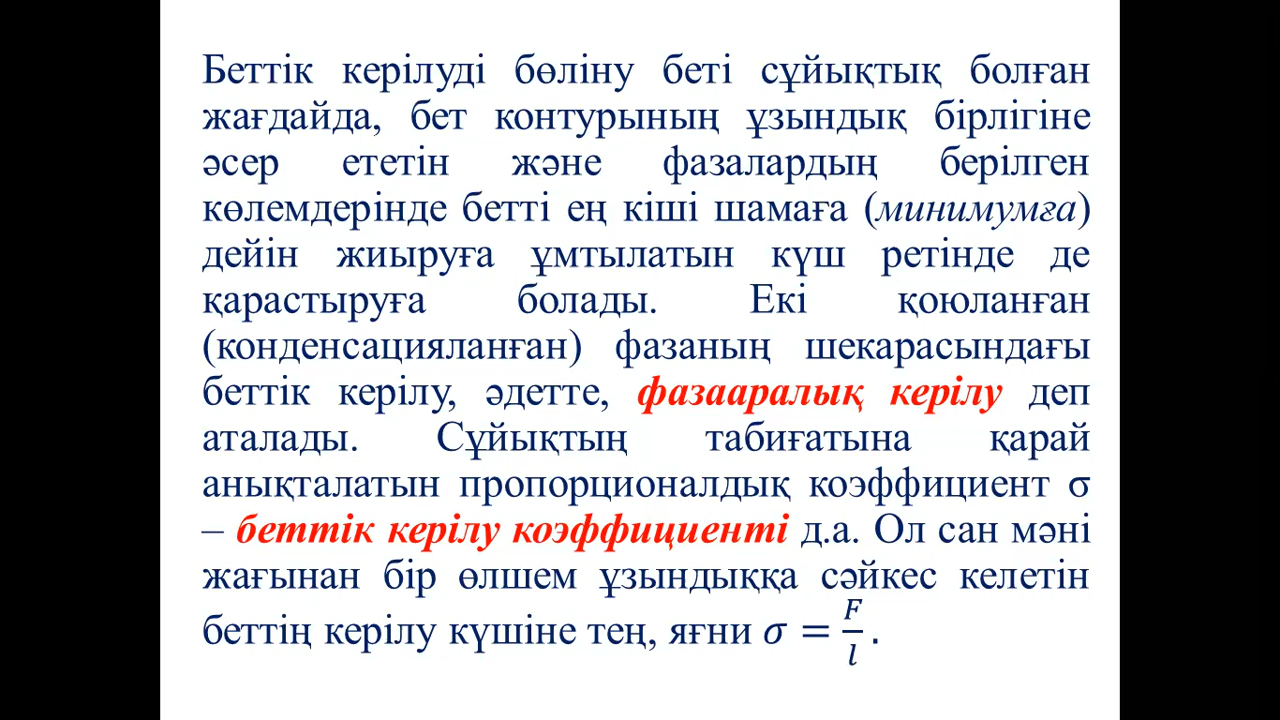 Беттік керілуді бөліну беті сұйықтық болған
жағдайда, бет контурының ұзындық бірлігіне
әсер ететін және фазалардың берілген
көлемдерінде бетті ең кіші шамаға (минимумға)
дейін жиыруға ұмтылатын күш ретінде де
қарастыруға болады. Екі қоюланған
(конденсацияланған) фазаның шекарасындағы
беттік керілу, әдетте, фазааралық керілу деп
аталады. Сұйықтың табиғатына қарай
анықталатын пропорционалдық коэффициент σ
– беттік керілу коэффициенті д.а. Ол сан мәні
жағынан бір өлшем ұзындыққа сәйкес келетін
беттің керілу күшіне тең, яғни σ = F/l .